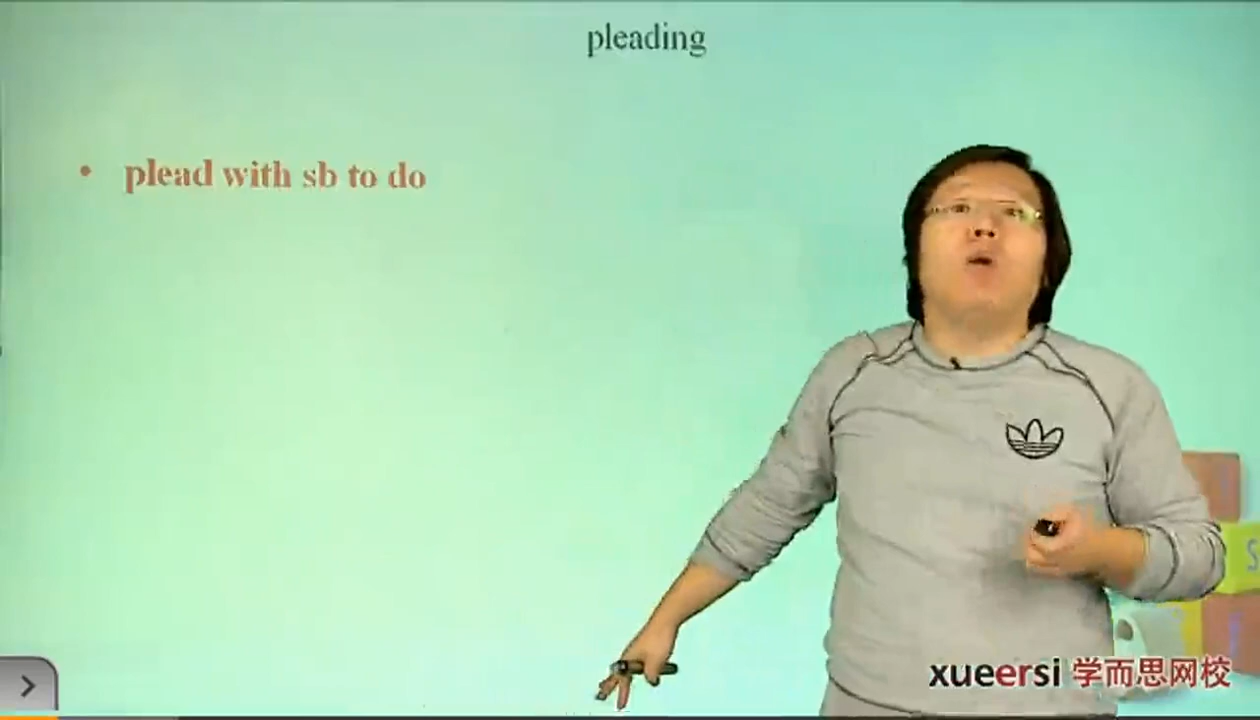 pleading
• plead with sb to do
S
xueersi 学而思网校